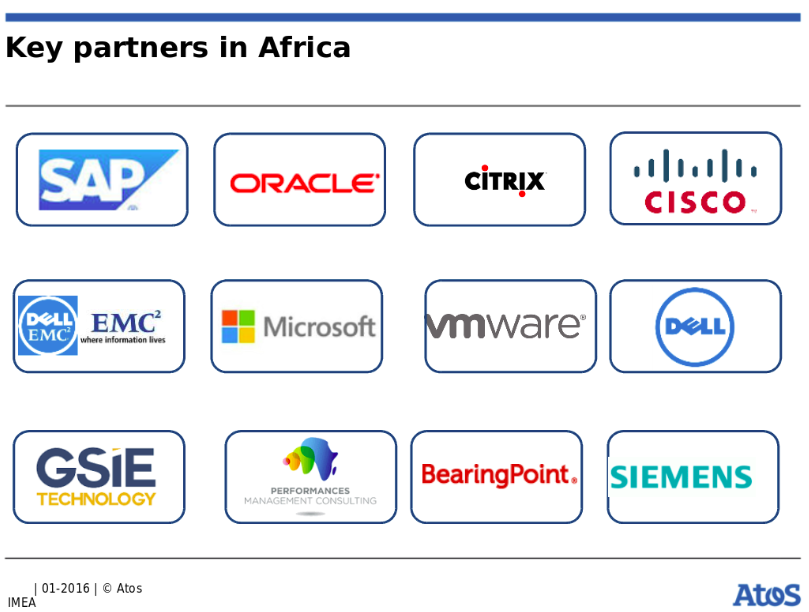 Key partners in Africa
SAP
ORACLE®
CiTRIX
CISCO
DELL
EMC²
EMC²
where information lives
Microsoft
vmware®
DELL
GSiE
TECHNOLOGY
PERFORMANCES
MANAGEMENT CONSULTING
BearingPoint®
SIEMENS
| 01-2016 | © Atos
IMEA
Atos